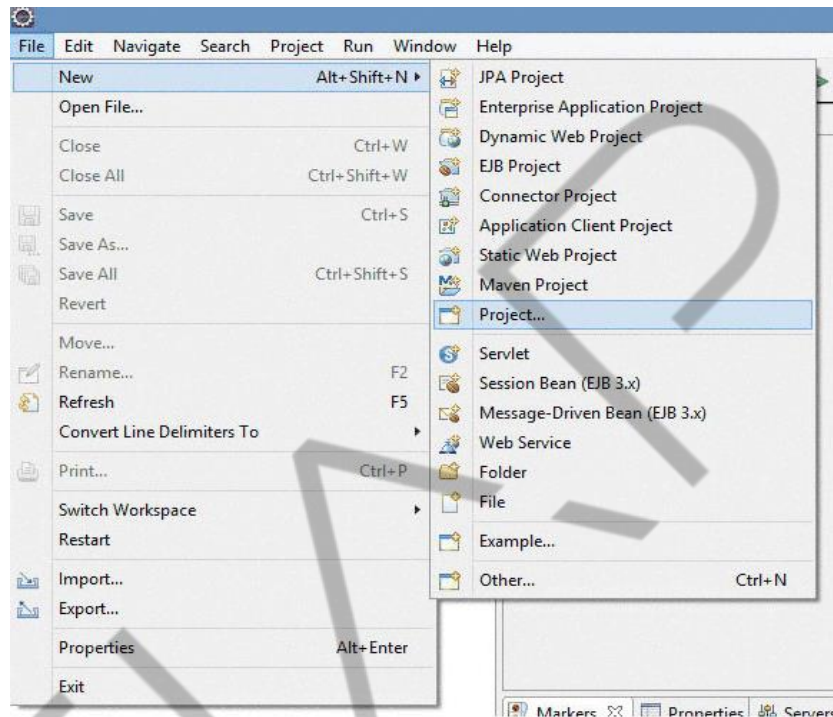 File Edit Navigate Search Project Run Window Help
New Alt+Shift+N
Open File...
Close Ctrl+W
Close All Ctrl+Shift+W
Save Ctrl+S
Save As...
Save All Ctrl+Shift+S
Revert
Move...
Rename... F2
Refresh F5
Convert Line Delimiters To
Print... Ctrl+P
Switch Workspace
Restart
Import...
Export...
Properties Alt+Enter
Exit
JPA Project
Enterprise Application Project
Dynamic Web Project
EJB Project
Connector Project
Application Client Project
Static Web Project
Maven Project
Project...
Servlet
Session Bean (EJB 3.x)
Message-Driven Bean (EJB 3.x)
Web Service
Folder
File
Example...
Other... Ctrl+N
Markers Properties Servers